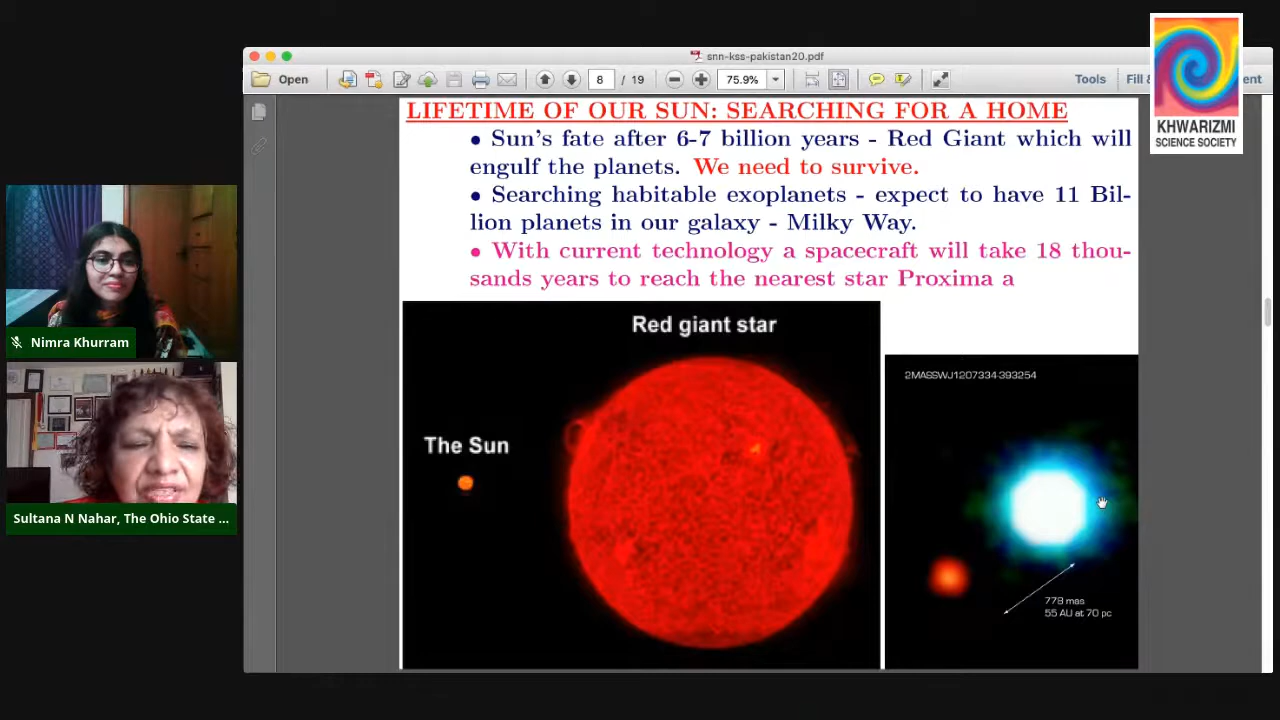 snn-kss-pakistan20.pdf
Open
8 / 19
75.9%
Tools
Fill &
ent
KHWARIZMI
SCIENCE SOCIETY
LIFETIME OF OUR SUN: SEARCHING FOR A HOME
• Sun's fate after 6-7 billion years - Red Giant which will
engulf the planets. We need to survive.
• Searching habitable exoplanets - expect to have 11 Bil-
lion planets in our galaxy - Milky Way.
• With current technology a spacecraft will take 18 thou-
sands years to reach the nearest star Proxima a
Red giant star
The Sun
2MASSWJ1207334-393254
778 mas
55 AU at 70 pc
Nimra Khurram
Sultana N Nahar, The Ohio State ...